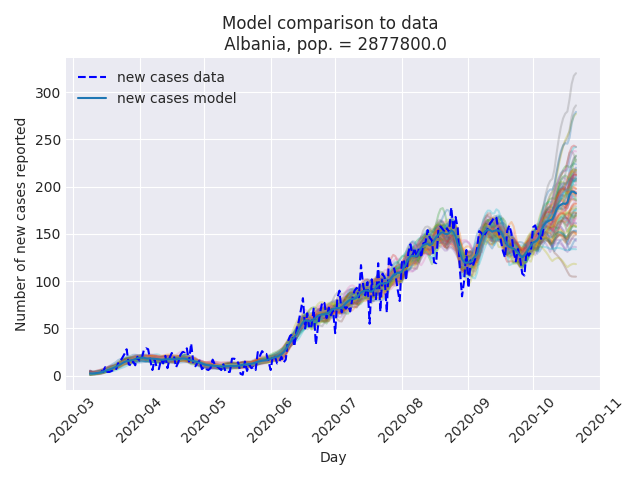 Model comparison to data
Albania, pop. = 2877800.0
new cases data
new cases model
Number of new cases reported
300
250
200
150
100
50
0
2020-03
2020-04
2020-05
2020-06
2020-07
2020-08
2020-09
2020-10
2020-11
Day